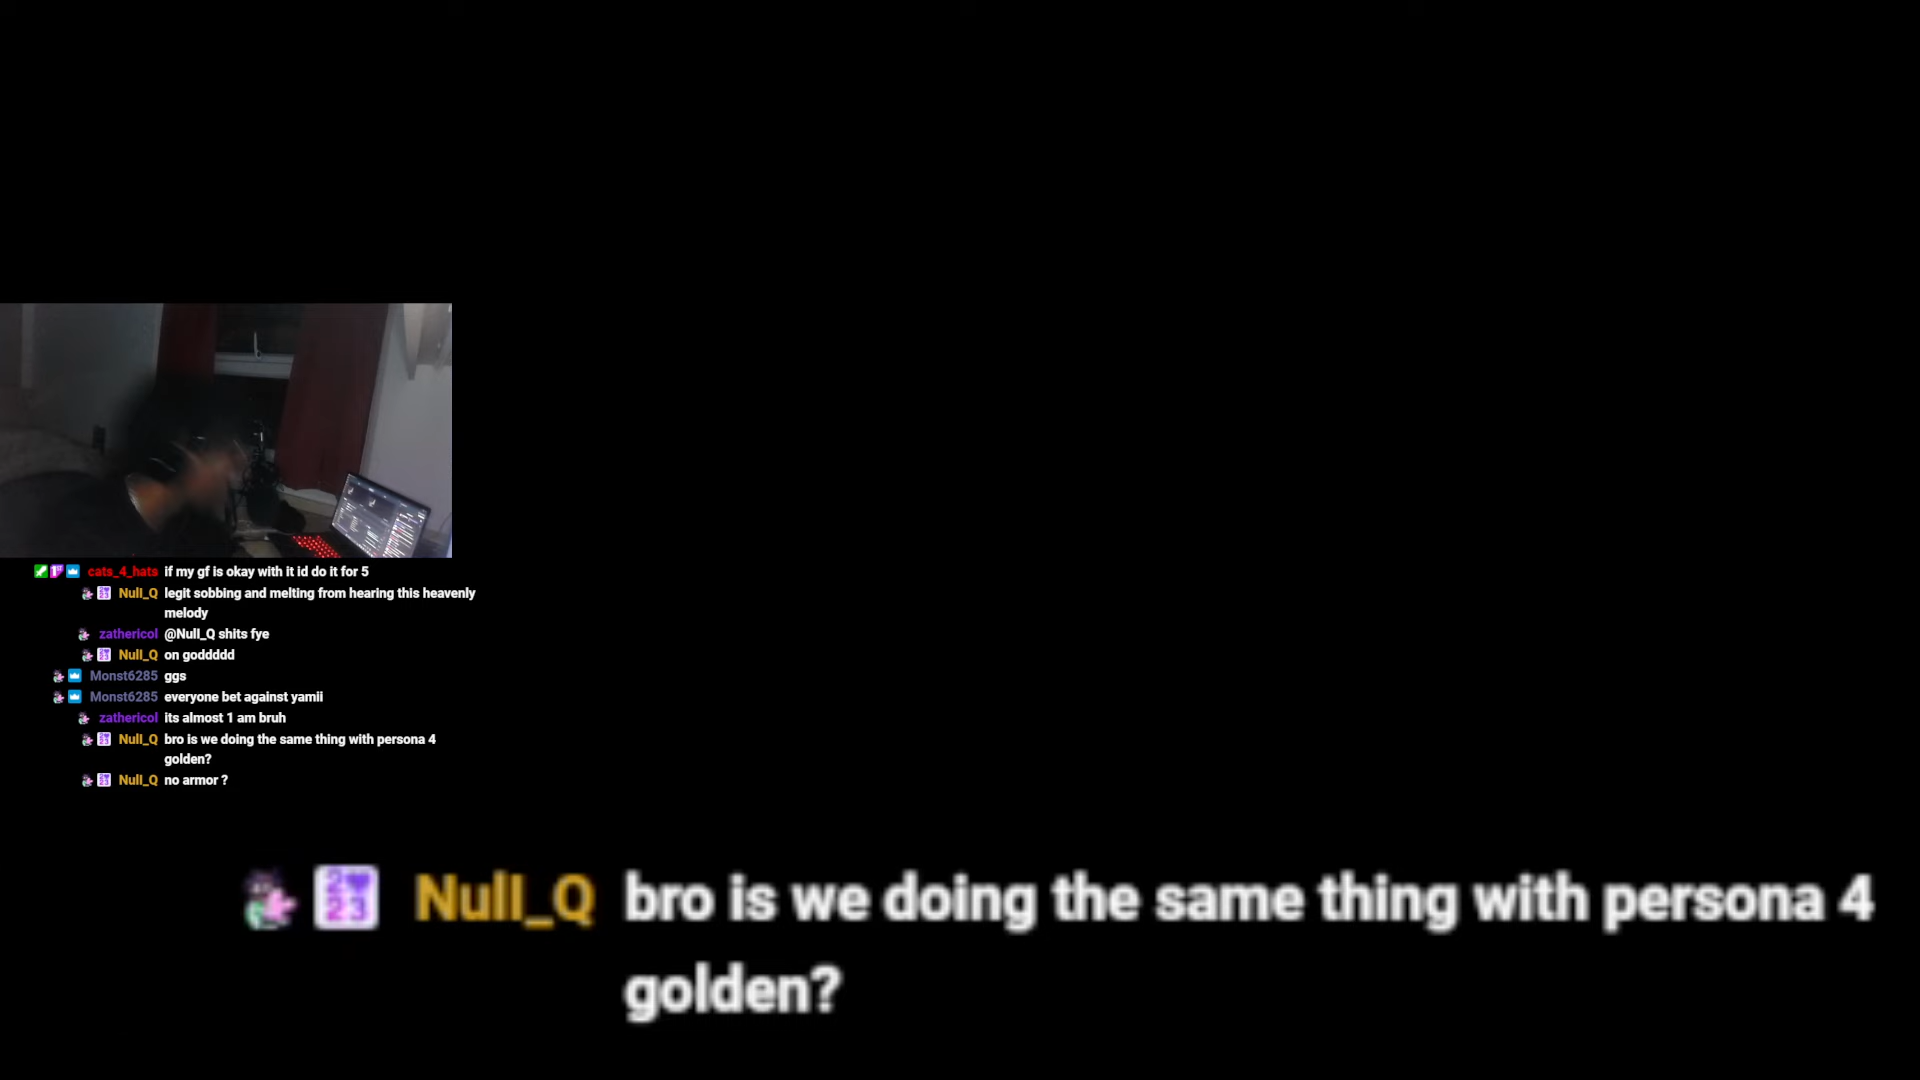 cats_4_hats if my gf is okay with it id do it for 5
Null_Q legit sobbing and melting from hearing this heavenly
melody
zathericol @Null_Q shits fye
Null_Q on goddddd
Monst6285 ggs
Monst6285 everyone bet against yamii
zathericol its almost 1 am bruh
Null_Q bro is we doing the same thing with persona 4
golden?
Null_Q no armor ?
Null_Q bro is we doing the same thing with persona 4
golden?